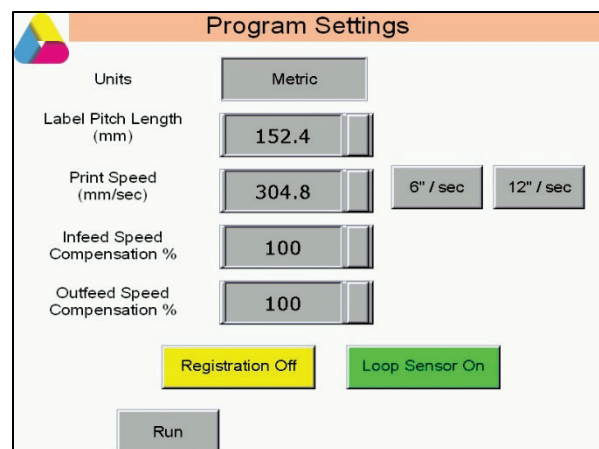 Program Settings
Units
Metric
Label Pitch Length
(mm)
152.4
Print Speed
(mm/sec)
304.8
6" / sec
12" / sec
Infeed Speed
Compensation %
100
Outfeed Speed
Compensation %
100
Registration Off
Loop Sensor On
Run